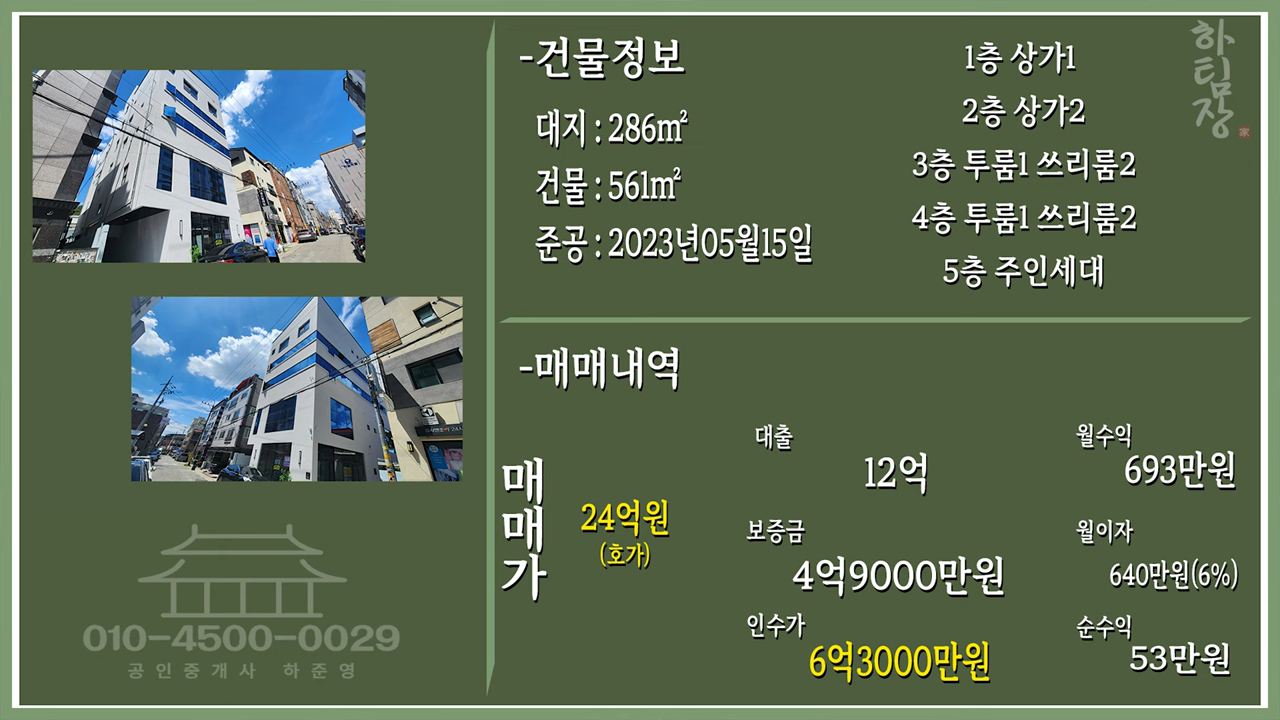 -건물정보
대지 : 286㎡
건물 : 561㎡
준공 : 2023년05월15일
1층 상가1
2층 상가2
3층 투룸1 쓰리룸2
4층 투룸1 쓰리룸2
5층 주인세대
하팀장
家
-매매내역
매매가
24억원
(호가)
대출
12억
보증금
4억9000만원
인수가
6억3000만원
월수익
693만원
월이자
640만원(6%)
순수익
53만원
010-4500-0029
공인중개사 하준영